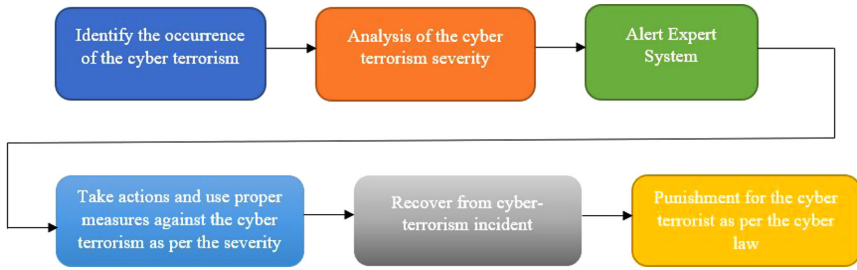 Identify the occurrence
of the cyber terrorism
Analysis of the cyber
terrorism severity
Alert Expert
System
Take actions and use proper
measures against the cyber
terrorism as per the severity
Recover from cyber-
terrorism incident
Punishment for the cyber
terrorist as per the cyber
law